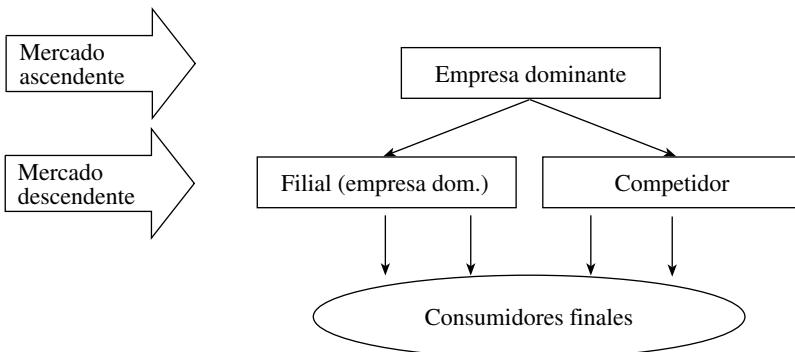 Mercado
ascendente
Empresa dominante
Mercado
descendente
Filial (empresa dom.)
Competidor
Consumidores finales